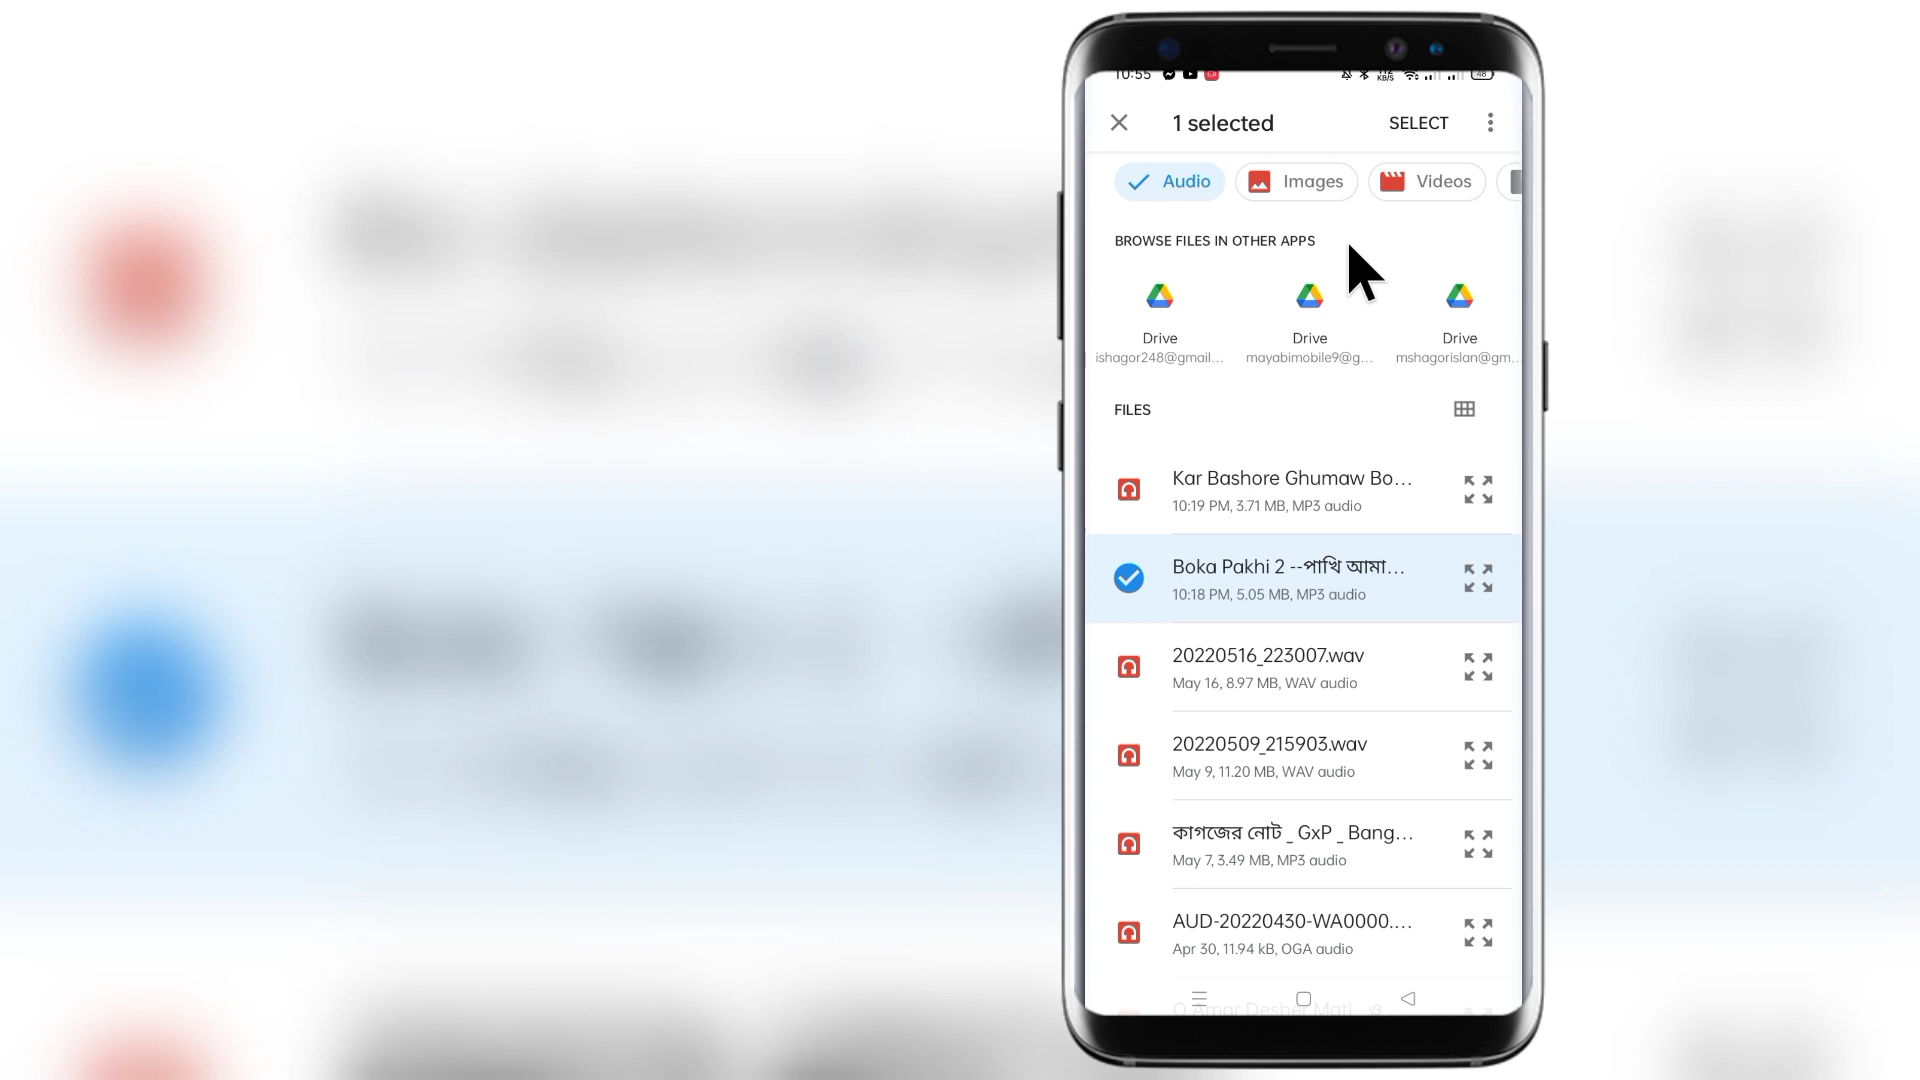 10:55
48
1 selected
SELECT
Audio
Images
Videos
BROWSE FILES IN OTHER APPS
Drive
Drive
Drive
ishagor248@gmail...
mayabimobile9@g...
mshagorislan@gm...
FILES
Kar Bashore Ghumaw Bo...
10:19 PM, 3.71 MB, MP3 audio
Boka Pakhi 2 --পাখি আমা...
10:18 PM, 5.05 MB, MP3 audio
20220516_223007.wav
May 16, 8.97 MB, WAV audio
20220509_215903.wav
May 9, 11.20 MB, WAV audio
কাগজের নোট _ GxP _ Bang...
May 7, 3.49 MB, MP3 audio
AUD-20220430-WA0000....
Apr 30, 11.94 kB, OGA audio
O Amar Desher Mati